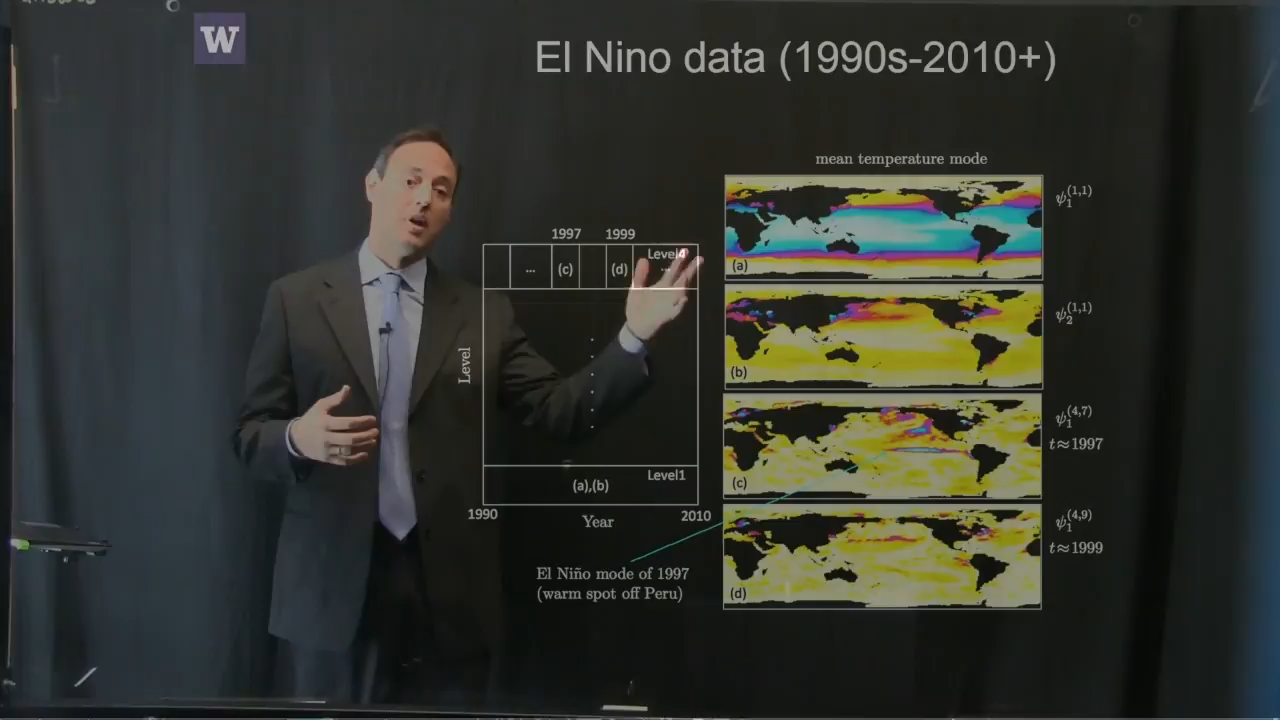 W
El Nino data (1990s-2010+)
mean temperature mode
ψ₁^(1,1)
(a)
ψ₂^(1,1)
(b)
ψ₁^(4,7)
t≈1997
(c)
ψ₁^(4,9)
t≈1999
(d)
1997 1999
Level4
... (c) (d) ...
Level
Level1
(a),(b)
1990 2010
Year
El Niño mode of 1997
(warm spot off Peru)